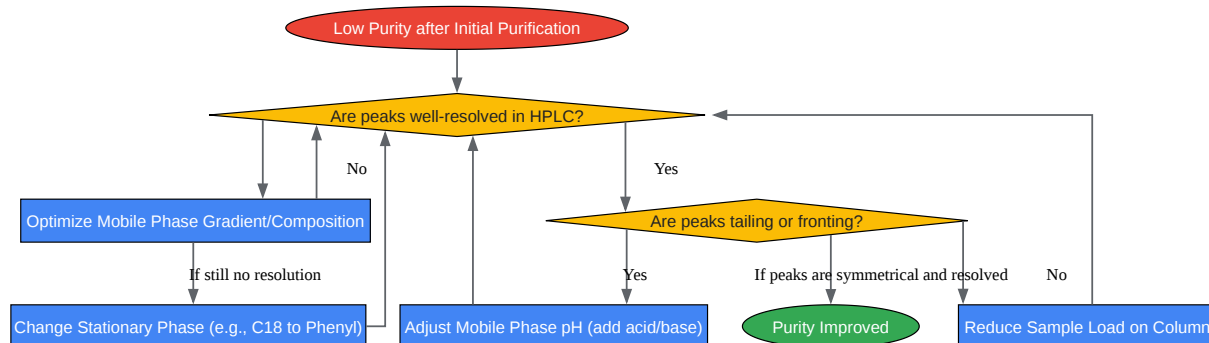 Low Purity after Initial Purification
Are peaks well-resolved in HPLC?
No
Yes
Optimize Mobile Phase Gradient/Composition
Are peaks tailing or fronting?
If still no resolution
Yes
If peaks are symmetrical and resolved
No
Change Stationary Phase (e.g., C18 to Phenyl)
Adjust Mobile Phase pH (add acid/base)
Purity Improved
Reduce Sample Load on Column